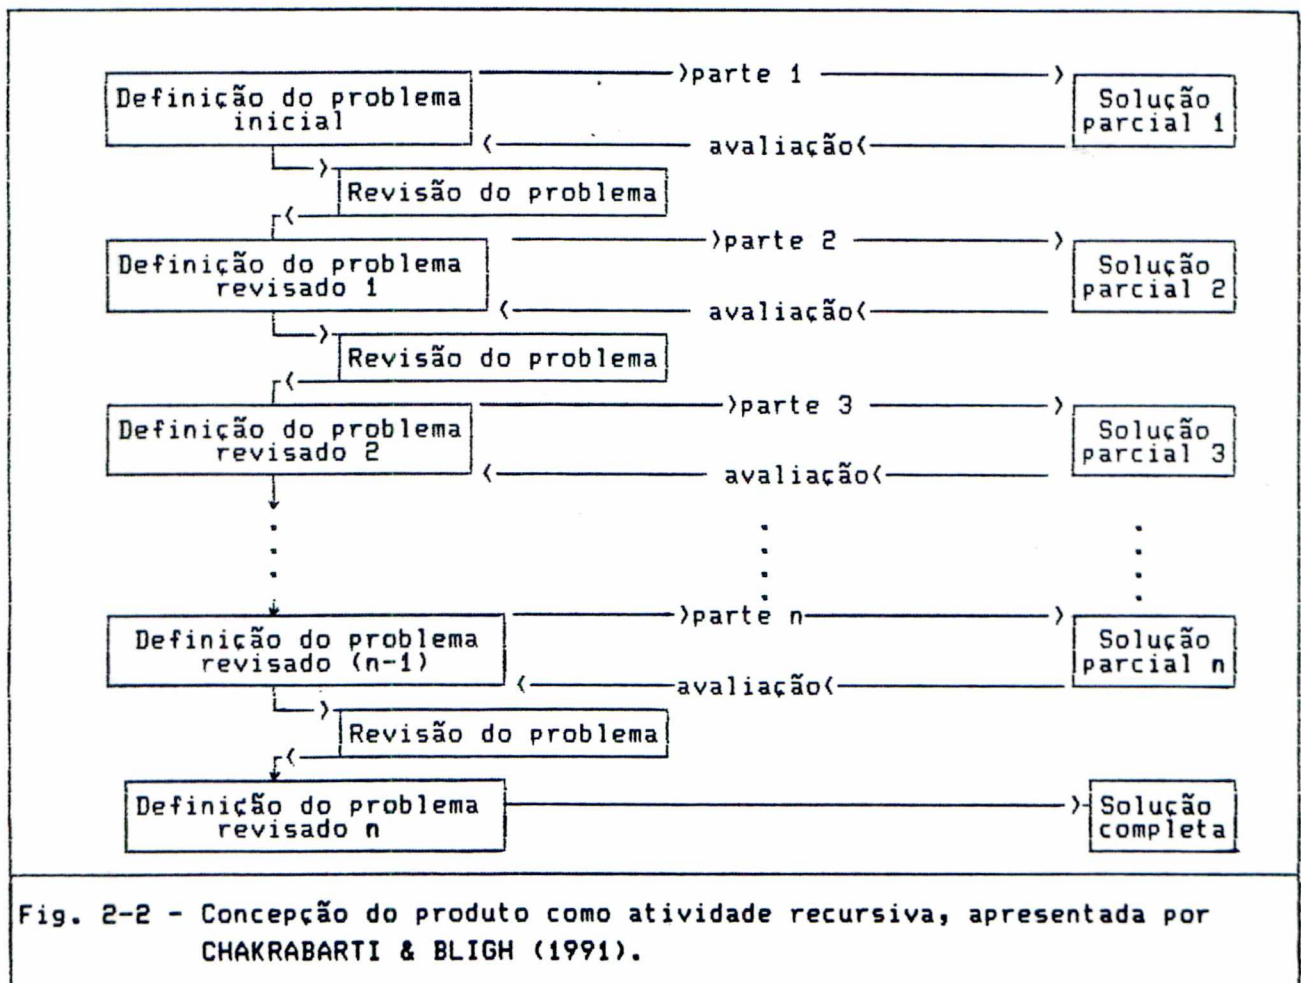 parte 1
Definição do problema
inicial
Solução
parcial 1
avaliação
Revisão do problema
parte 2
Definição do problema
revisado 1
Solução
parcial 2
avaliação
Revisão do problema
parte 3
Definição do problema
revisado 2
Solução
parcial 3
avaliação
parte n
Definição do problema
revisado (n-1)
Solução
parcial n
avaliação
Revisão do problema
Definição do problema
revisado n
Solução
completa
Fig. 2-2 - Concepção do produto como atividade recursiva, apresentada por
CHAKRABARTI & BLIGH (1991).